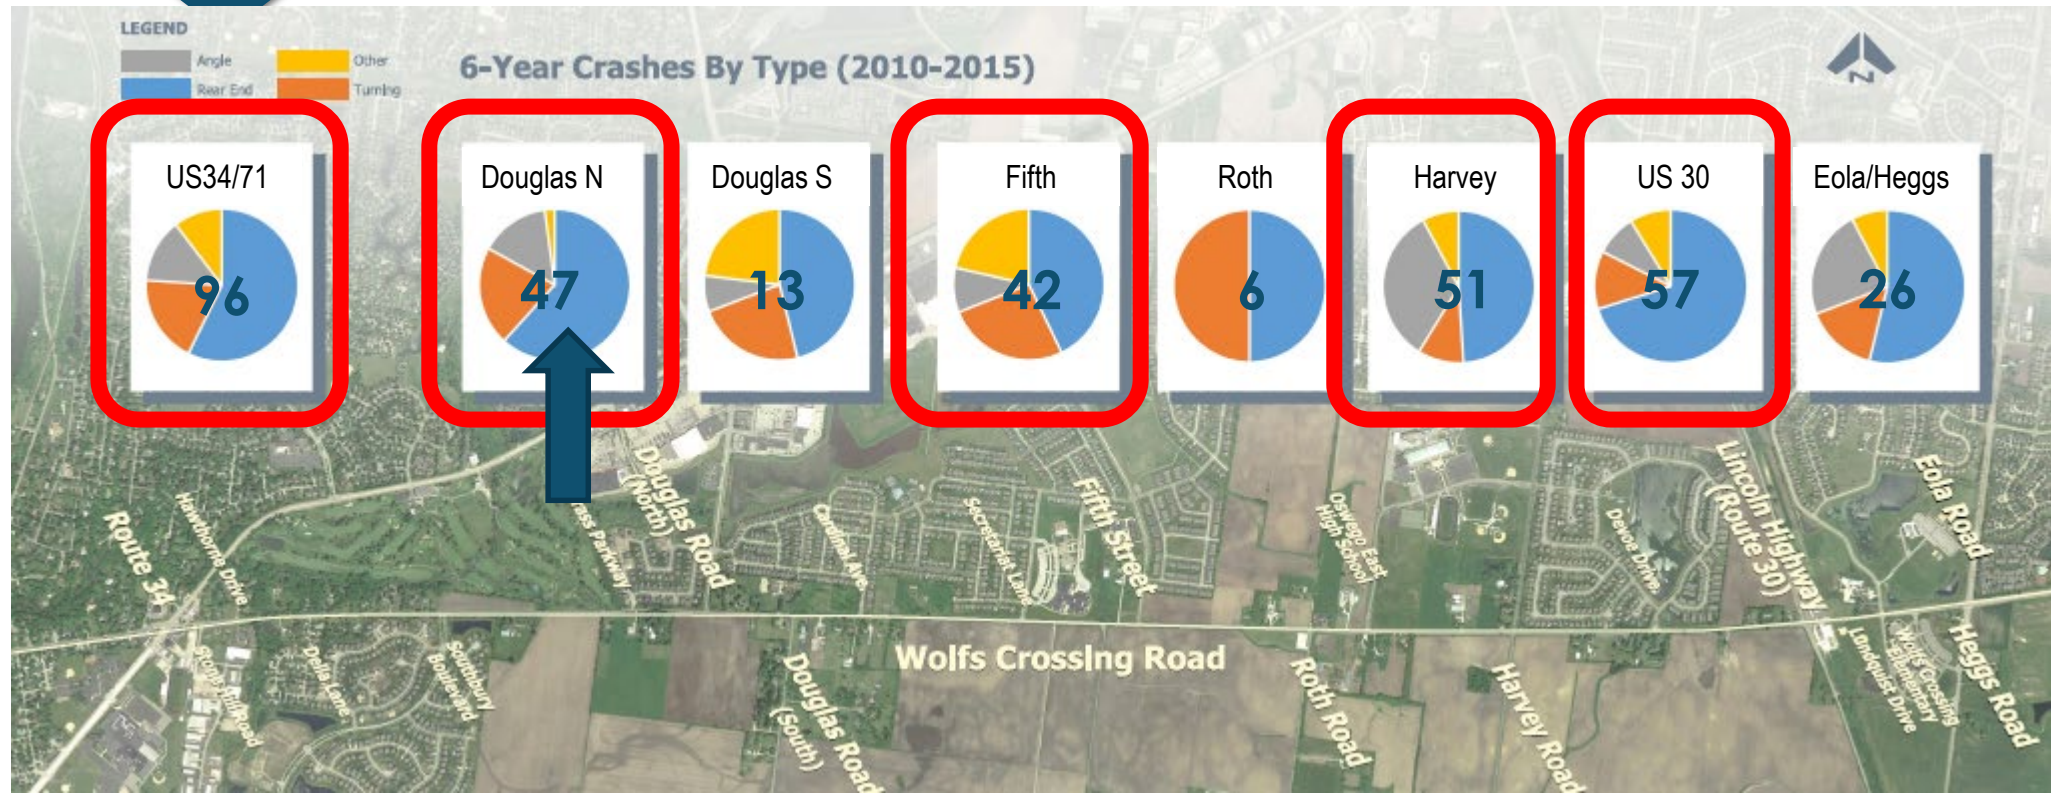 LEGEND
Angle
Other
Rear End
Turning
6-Year Crashes By Type (2010-2015)
N
US34/71
96
Douglas N
47
Douglas S
13
Fifth
42
Roth
6
Harvey
51
US 30
57
Eola/Heggs
26
Route 34
Hawthorne Drive
Parkway
Douglas Road
(North)
Cardinal Ave.
Secretariat Lane
Fifth Street
Oswego East
High School
Devoe Drive
Lincoln Highway
(Route 30)
Eola Road
Road
Della Lane
Southbury
Boulevard
Douglas Road
(South)
Wolfs Crossing Road
Roth Road
Harvey Road
Lundquist Drive
Wolfs Crossing
Elementary
Heggs Road